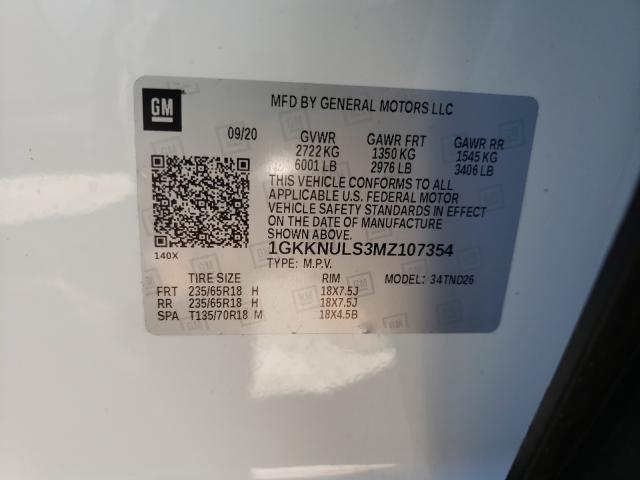 GM
MFD BY GENERAL MOTORS LLC
09/20 GVWR GAWR FRT GAWR RR
2722 KG 1350 KG 1545 KG
6001 LB 2976 LB 3406 LB
THIS VEHICLE CONFORMS TO ALL
APPLICABLE U.S. FEDERAL MOTOR
VEHICLE SAFETY STANDARDS IN EFFECT
ON THE DATE OF MANUFACTURE
SHOWN ABOVE.
140X
1GKKNULS3MZ107354
TYPE: M.P.V.
MODEL: 34TND26
TIRE SIZE RIM
FRT 235/65R18 H 18X7.5J
RR 235/65R18 H 18X7.5J
SPA T135/70R18 M 18X4.5B